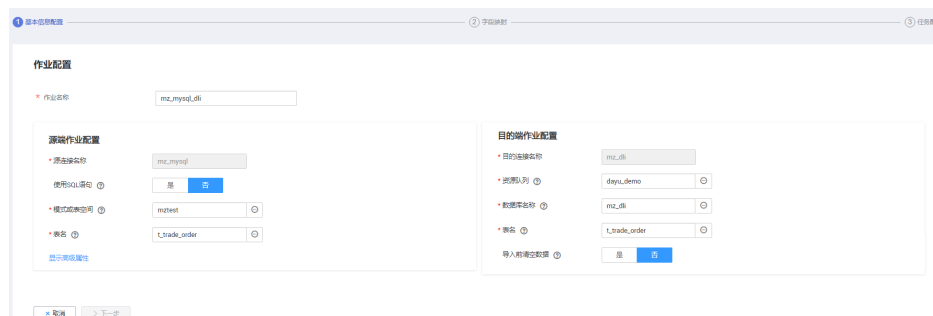 1 基本信息配置
2 字段映射
3 任务配
作业配置
* 作业名称 mz_mysql_dli
源端作业配置
* 源连接名称 mz_mysql
使用SQL语句 ? 是 否
* 模式或表空间 ? mztest
* 表名 ? t_trade_order
显示高级属性
目的端作业配置
* 目的连接名称 mz_dli
* 资源队列 ? dayu_demo
* 数据库名称 ? mz_dli
* 表名 ? t_trade_order
导入前清空数据 ? 是 否
× 取消 > 下一步